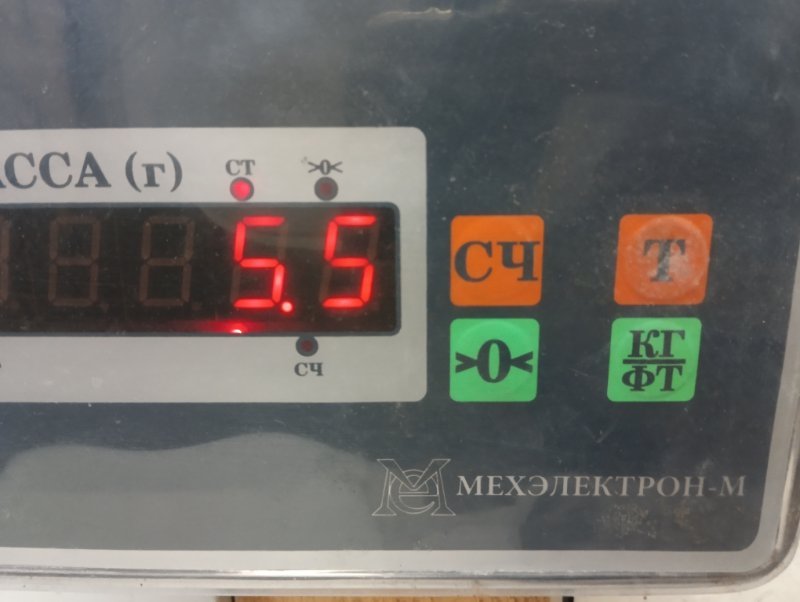 АССА (г)
СТ >0<
5.5
СЧ Т
>0< КГ
ФТ
СЧ
МЕХЭЛЕКТРОН-М